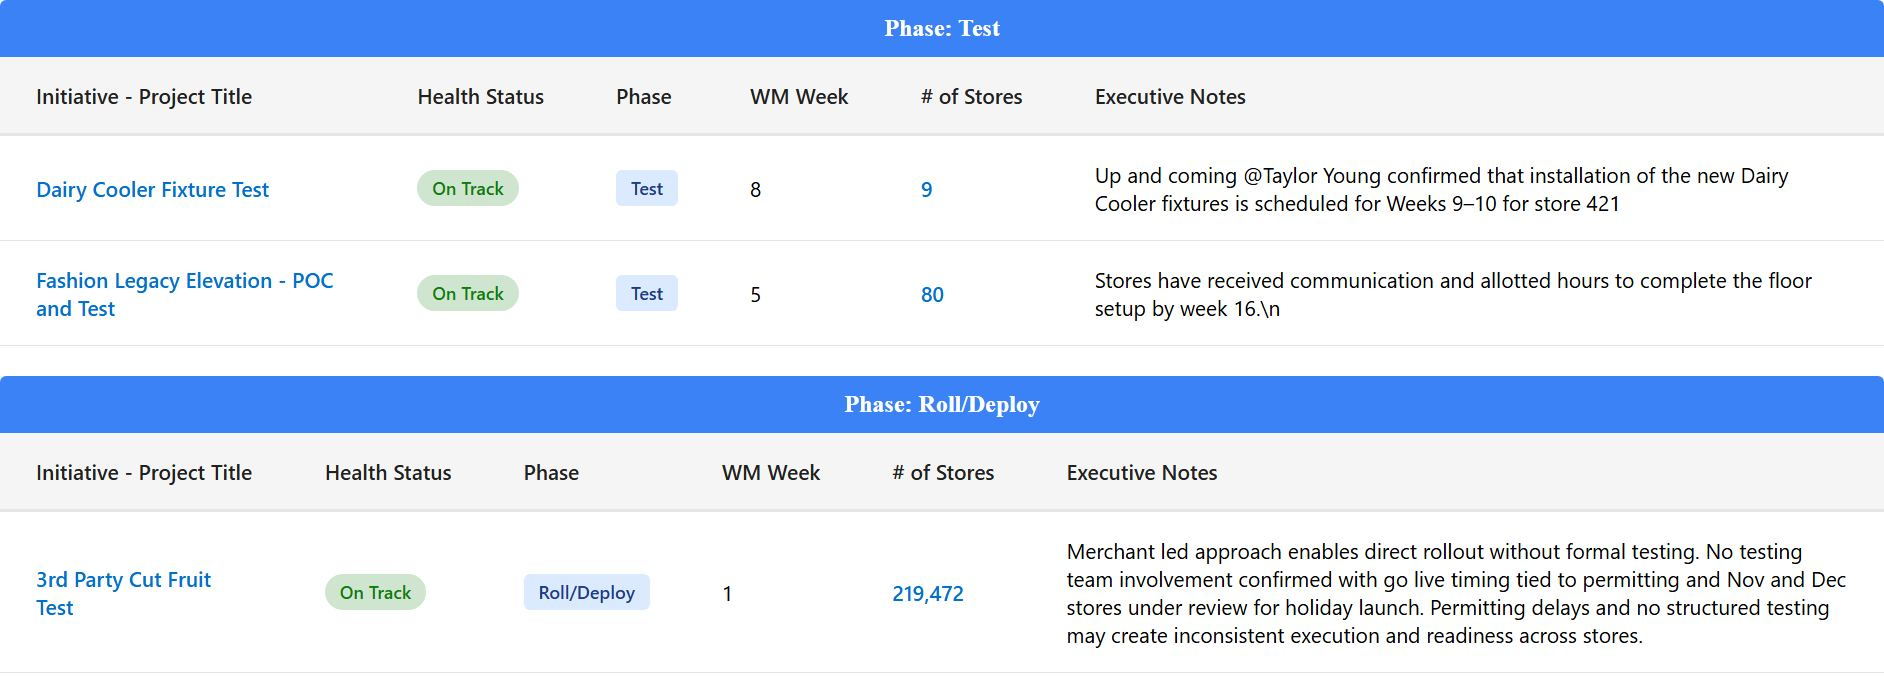 Phase: Test
Initiative - Project Title Health Status Phase WM Week # of Stores Executive Notes
Dairy Cooler Fixture Test On Track Test 8 9 Up and coming @Taylor Young confirmed that installation of the new Dairy
Cooler fixtures is scheduled for Weeks 9–10 for store 421
Fashion Legacy Elevation - POC
and Test On Track Test 5 80 Stores have received communication and allotted hours to complete the floor
setup by week 16.\n
Phase: Roll/Deploy
Initiative - Project Title Health Status Phase WM Week # of Stores Executive Notes
3rd Party Cut Fruit
Test On Track Roll/Deploy 1 219,472 Merchant led approach enables direct rollout without formal testing. No testing
team involvement confirmed with go live timing tied to permitting and Nov and Dec
stores under review for holiday launch. Permitting delays and no structured testing
may create inconsistent execution and readiness across stores.